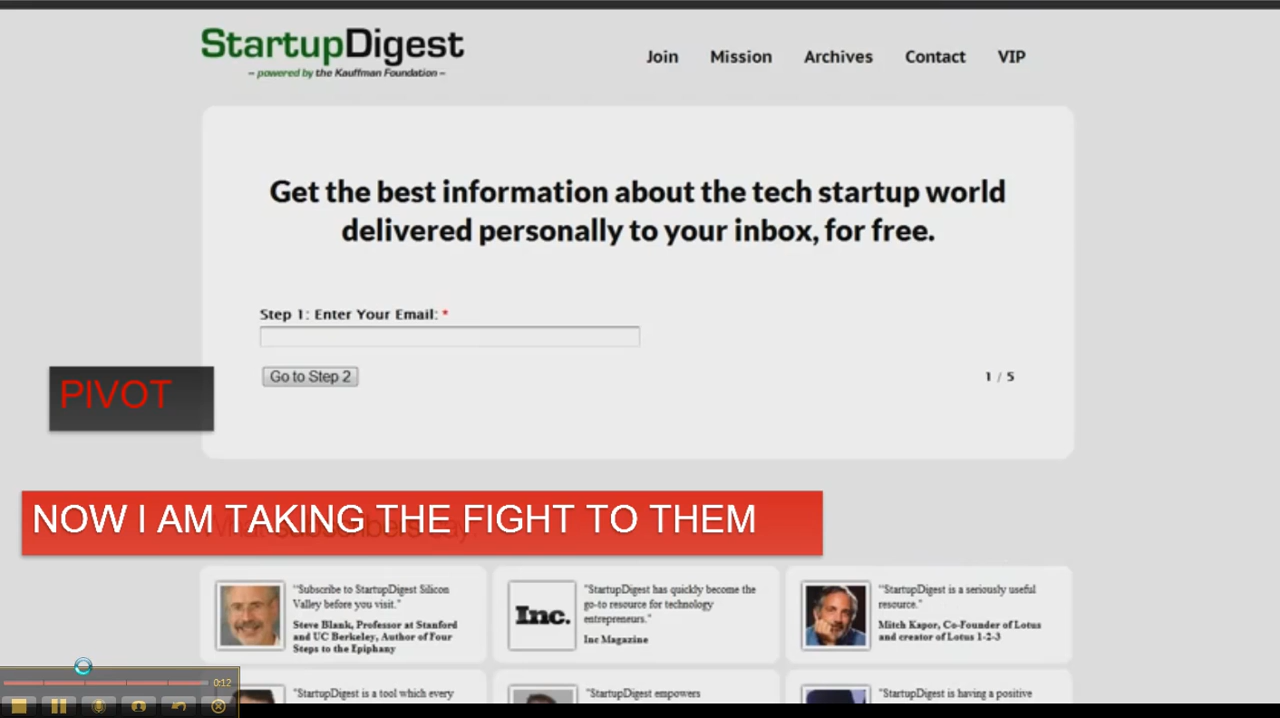 StartupDigest
– powered by the Kauffman Foundation –
Join Mission Archives Contact VIP
Get the best information about the tech startup world
delivered personally to your inbox, for free.
Step 1: Enter Your Email: *
Go to Step 2
1 / 5
PIVOT
NOW I AM TAKING THE FIGHT TO THEM
"Subscribe to StartupDigest Silicon
Valley before you visit."
Steve Blank, Professor at Stanford
and UC Berkeley, Author of Four
Steps to the Epiphany
Inc.
"StartupDigest has quickly become the
go-to resource for technology
entrepreneurs."
Inc Magazine
"StartupDigest is a seriously useful
resource."
Mitch Kapor, Co-Founder of Lotus
and creator of Lotus 1-2-3
"StartupDigest is a tool which every
"StartupDigest empowers
"StartupDigest is having a positive
0:12